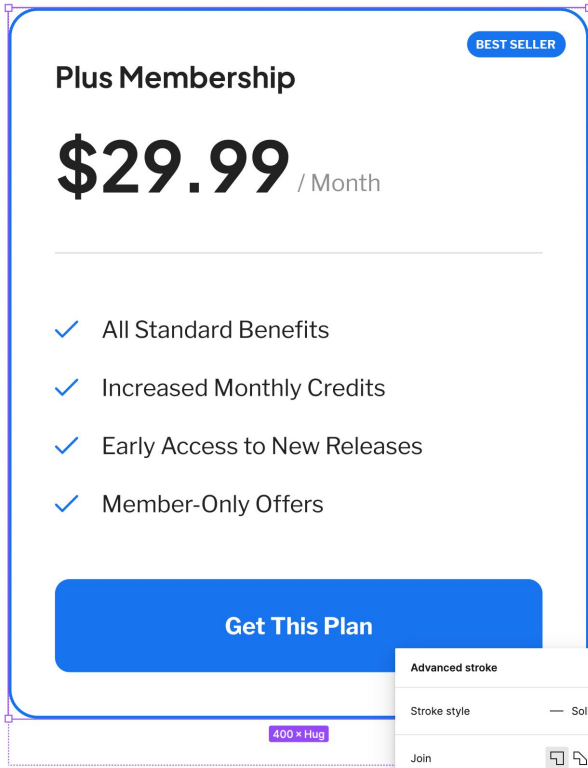 BEST SELLER
Plus Membership
$29.99 / Month
All Standard Benefits
Increased Monthly Credits
Early Access to New Releases
Member-Only Offers
Get This Plan
Advanced stroke
Stroke style
400 × Hug
Join